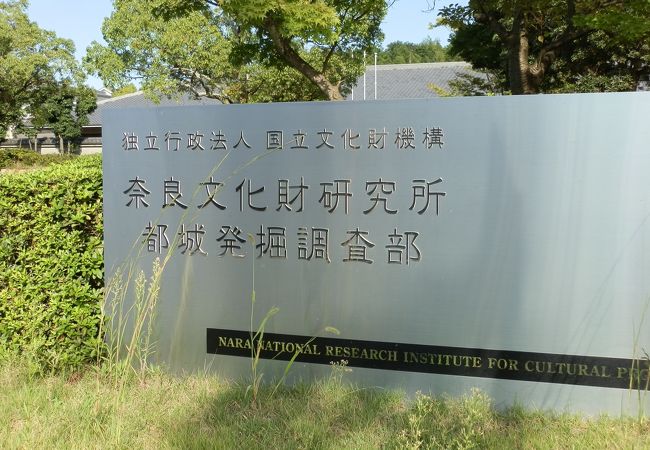 独立行政法人 国立文化財機構
奈良文化財研究所
都城発掘調査部
NARA NATIONAL RESEARCH INSTITUTE FOR CULTURAL